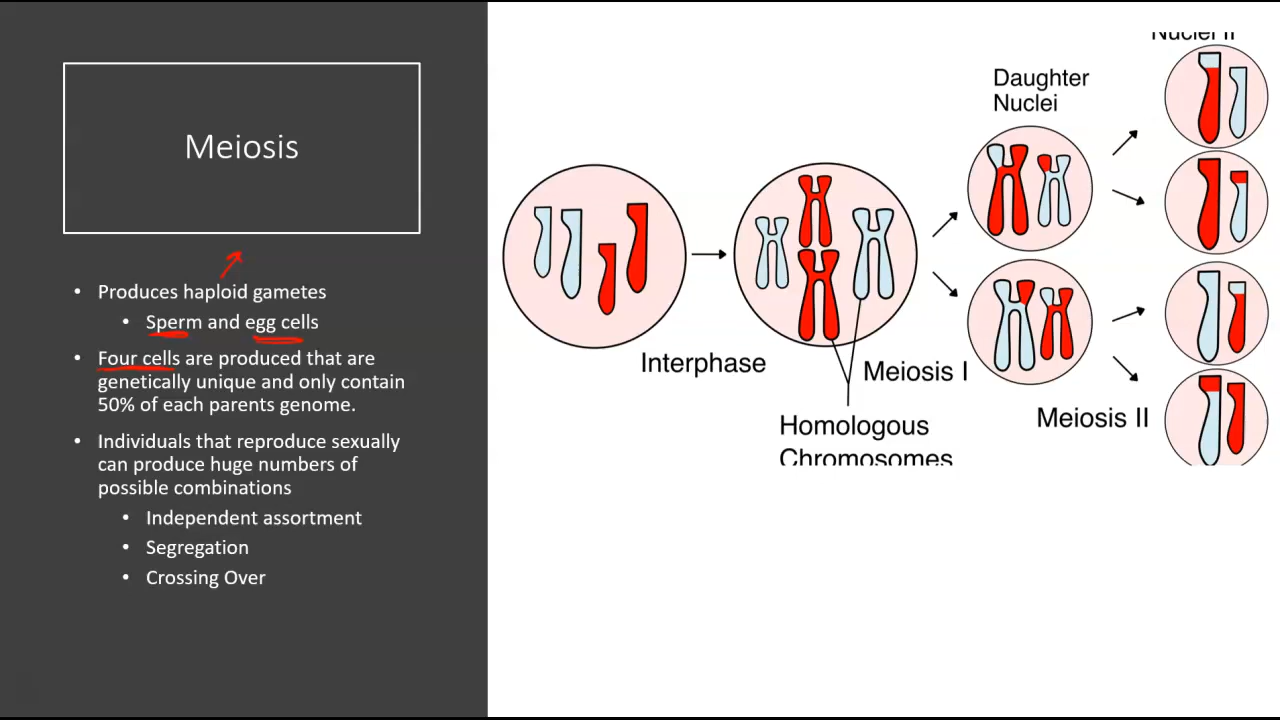 Meiosis
• Produces haploid gametes
• Sperm and egg cells
• Four cells are produced that are
genetically unique and only contain
50% of each parents genome.
• Individuals that reproduce sexually
can produce huge numbers of
possible combinations
• Independent assortment
• Segregation
• Crossing Over
Interphase
Meiosis I
Homologous
Chromosomes
Daughter
Nuclei
Meiosis II
Nuclei II